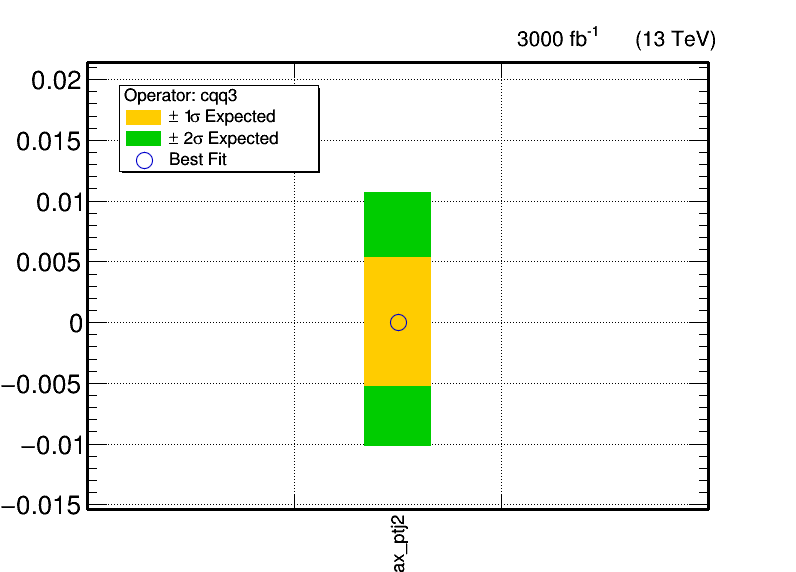 3000 fb⁻¹ (13 TeV)
0.02
0.015
0.01
0.005
0
−0.005
−0.01
−0.015
Operator: cqq3
± 1σ Expected
± 2σ Expected
Best Fit
ax_ptj2